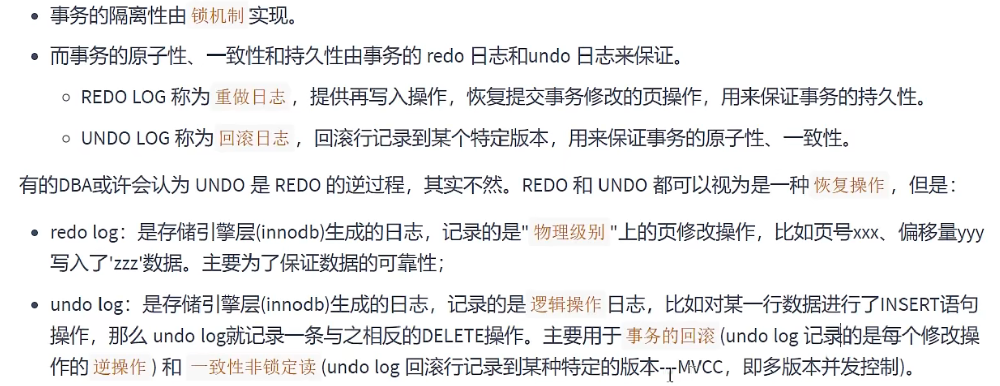 事务的隔离性由 锁机制 实现。
而事务的原子性、一致性和持久性由事务的 redo 日志和undo 日志来保证。
REDO LOG 称为 重做日志 ，提供再写入操作，恢复提交事务修改的页操作，用来保证事务的持久性。
UNDO LOG 称为 回滚日志 ，回滚行记录到某个特定版本，用来保证事务的原子性、一致性。
有的DBA或许会认为 UNDO 是 REDO 的逆过程，其实不然。REDO 和 UNDO 都可以视为是一种 恢复操作 ，但是：
redo log：是存储引擎层(innodb)生成的日志，记录的是" 物理级别 "上的页修改操作，比如页号xxx、偏移量yyy
写入了'zzz'数据。主要为了保证数据的可靠性；
undo log：是存储引擎层(innodb)生成的日志，记录的是 逻辑操作 日志，比如对某一行数据进行了INSERT语句
操作，那么 undo log就记录一条与之相反的DELETE操作。主要用于 事务的回滚 (undo log 记录的是每个修改操
作的 逆操作 ) 和 一致性非锁定读 (undo log 回滚行记录到某种特定的版本---MVCC，即多版本并发控制)。